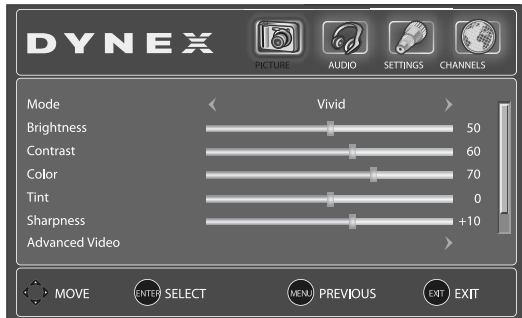 DYNEX
PICTURE AUDIO SETTINGS CHANNELS
Mode Vivid
Brightness 50
Contrast 60
Color 70
Tint 0
Sharpness +10
Advanced Video
MOVE ENTER SELECT MENU PREVIOUS EXIT EXIT